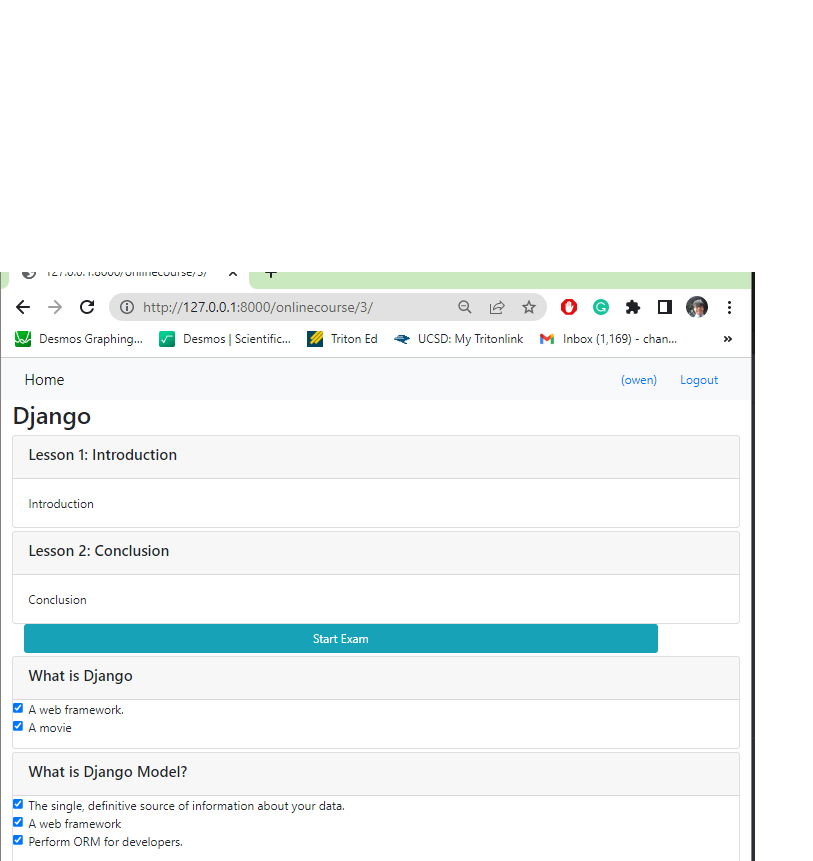 127.0.0.1:8000/onlinecourse/3/
http://127.0.0.1:8000/onlinecourse/3/
Desmos Graphing... Desmos | Scientific... Triton Ed UCSD: My Tritonlink Inbox (1,169) - chan... »
Home (owen) Logout
Django
Lesson 1: Introduction
Introduction
Lesson 2: Conclusion
Conclusion
Start Exam
What is Django
A web framework.
A movie
What is Django Model?
The single, definitive source of information about your data.
A web framework
Perform ORM for developers.